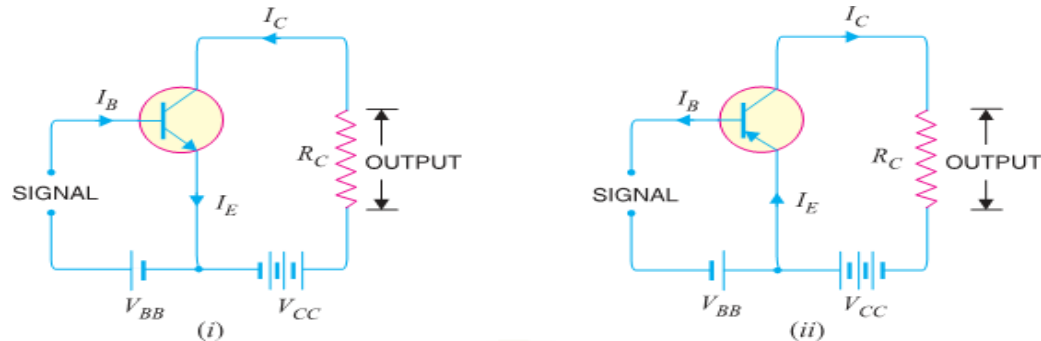 I_C
I_B
R_C
OUTPUT
SIGNAL
I_E
V_BB
V_CC
(i)
I_C
I_B
R_C
OUTPUT
SIGNAL
I_E
V_BB
V_CC
(ii)